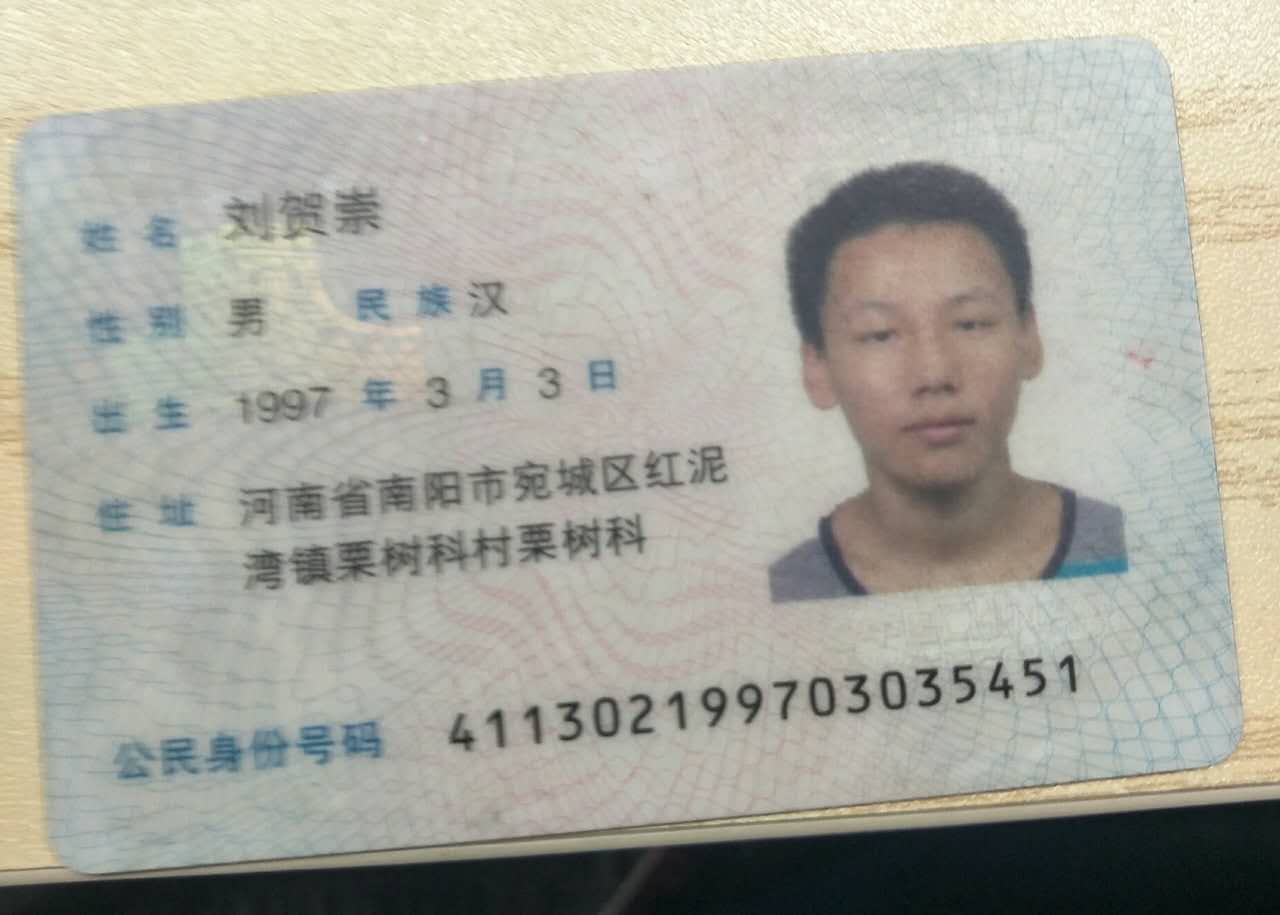 姓名 刘贺崇
性别 男 民族 汉
出生 1997 年 3 月 3 日
住址 河南省南阳市宛城区红泥
湾镇栗树科村栗树科
公民身份号码 411302199703035451